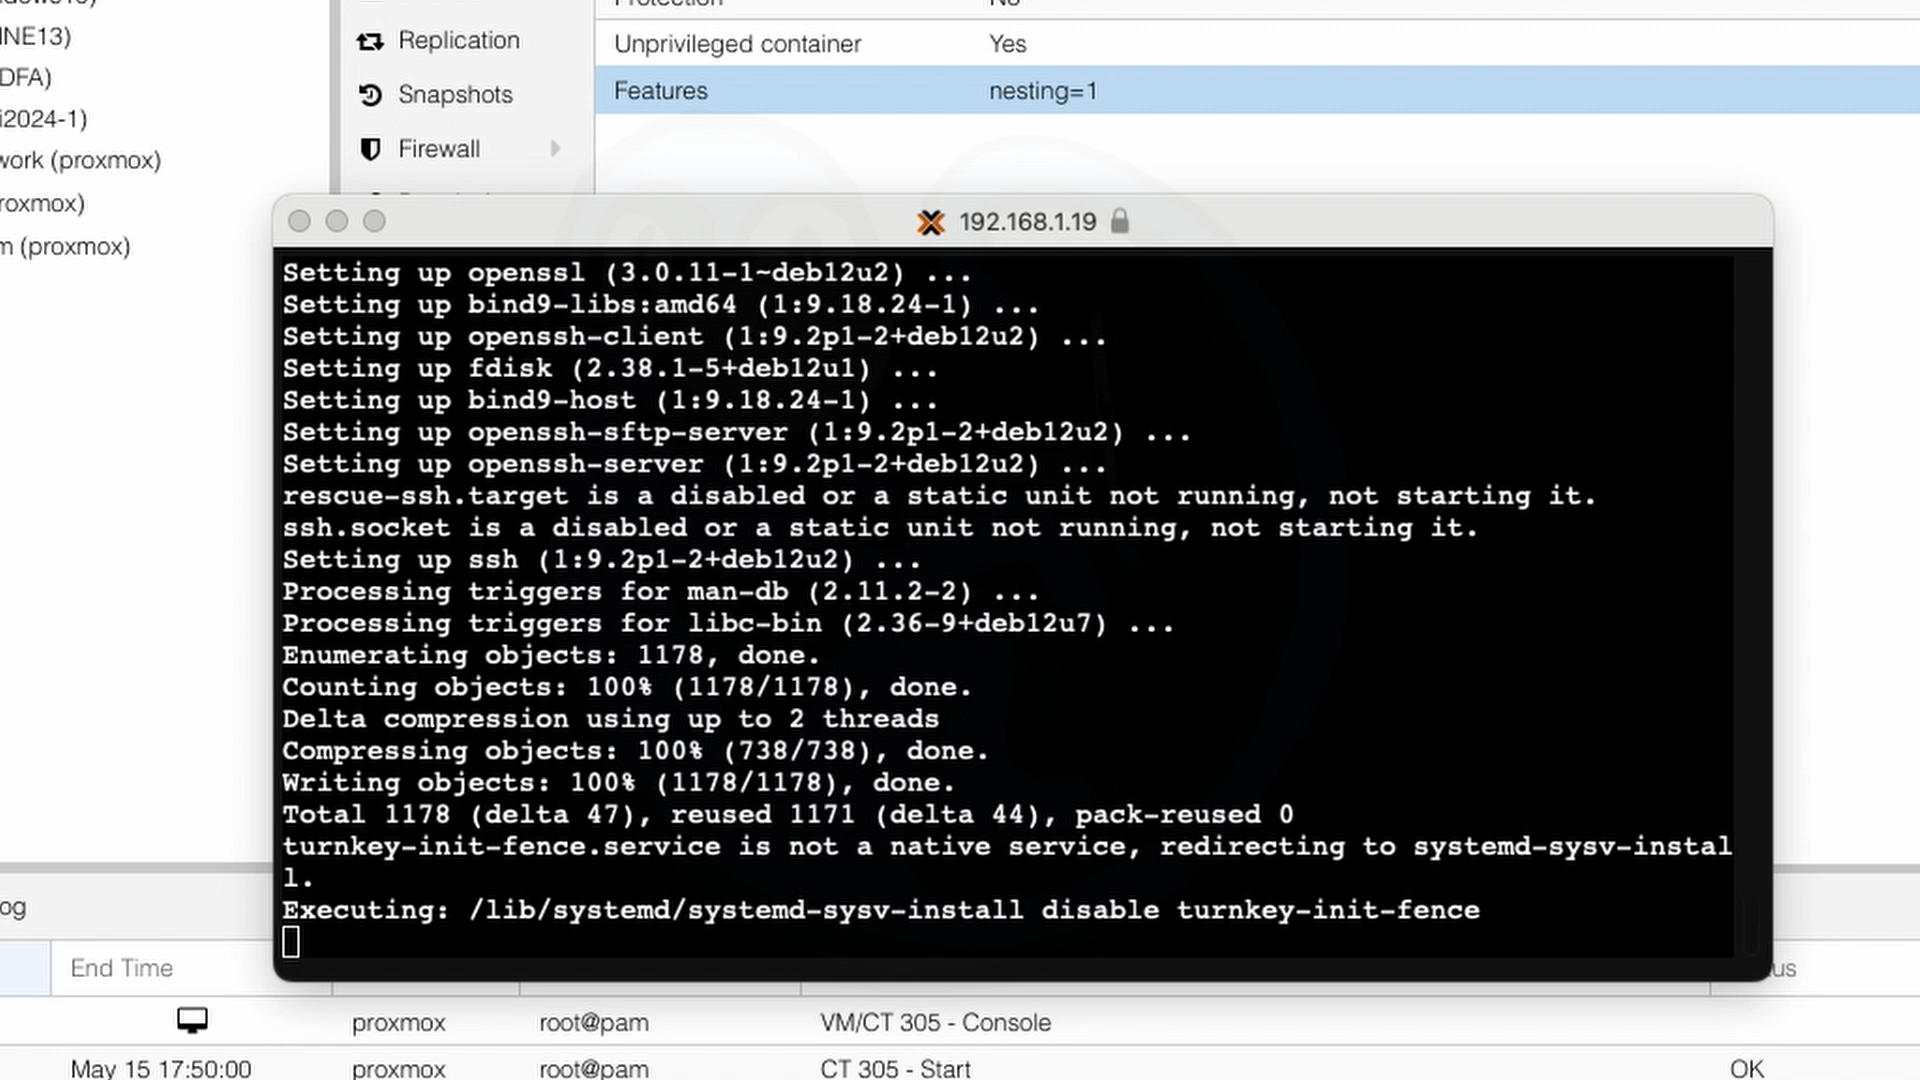 INE13)
DFA)
i2024-1)
work (proxmox)
roxmox)
m (proxmox)
Replication
Snapshots
Firewall
Protection No
Unprivileged container Yes
Features nesting=1
192.168.1.19
Setting up openssl (3.0.11-1~deb12u2) ...
Setting up bind9-libs:amd64 (1:9.18.24-1) ...
Setting up openssh-client (1:9.2p1-2+deb12u2) ...
Setting up fdisk (2.38.1-5+deb12u1) ...
Setting up bind9-host (1:9.18.24-1) ...
Setting up openssh-sftp-server (1:9.2p1-2+deb12u2) ...
Setting up openssh-server (1:9.2p1-2+deb12u2) ...
rescue-ssh.target is a disabled or a static unit not running, not starting it.
ssh.socket is a disabled or a static unit not running, not starting it.
Setting up ssh (1:9.2p1-2+deb12u2) ...
Processing triggers for man-db (2.11.2-2) ...
Processing triggers for libc-bin (2.36-9+deb12u7) ...
Enumerating objects: 1178, done.
Counting objects: 100% (1178/1178), done.
Delta compression using up to 2 threads
Compressing objects: 100% (738/738), done.
Writing objects: 100% (1178/1178), done.
Total 1178 (delta 47), reused 1171 (delta 44), pack-reused 0
turnkey-init-fence.service is not a native service, redirecting to systemd-sysv-instal
l.
Executing: /lib/systemd/systemd-sysv-install disable turnkey-init-fence
og
End Time us
proxmox root@pam VM/CT 305 - Console
May 15 17:50:00 proxmox root@pam CT 305 - Start OK